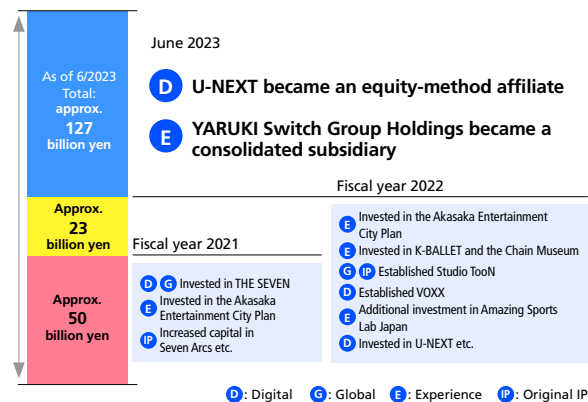 June 2023
As of 6/2023
Total:
approx.
127
billion yen
D U-NEXT became an equity-method affiliate
E YARUKI Switch Group Holdings became a
consolidated subsidiary
Fiscal year 2022
Approx.
23
billion yen
E Invested in the Akasaka Entertainment
City Plan
E Invested in K-BALLET and the Chain Museum
G IP Established Studio TooN
D Established VOXX
E Additional investment in Amazing Sports
Lab Japan
D Invested in U-NEXT etc.
Fiscal year 2021
Approx.
50
billion yen
D G Invested in THE SEVEN
E Invested in the Akasaka
Entertainment City Plan
IP Increased capital in
Seven Arcs etc.
D : Digital G : Global E : Experience IP : Original IP